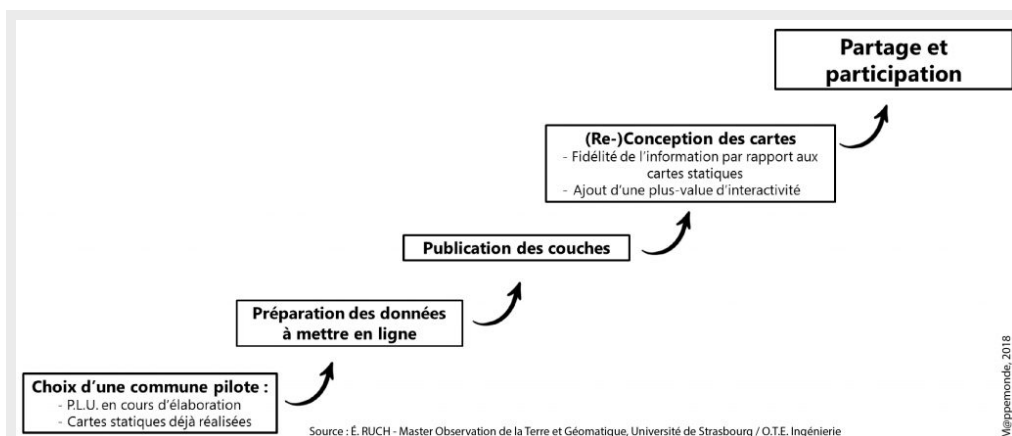 Partage et
participation
(Re-)Conception des cartes
- Fidélité de l'information par rapport aux
cartes statiques
- Ajout d'une plus-value d'interactivité
Publication des couches
Préparation des données
à mettre en ligne
Choix d'une commune pilote :
- P.L.U. en cours d'élaboration
- Cartes statiques déjà réalisées
Source : É. RUCH - Master Observation de la Terre et Géomatique, Université de Strasbourg / O.T.E. Ingénierie
M@ppemonde, 2018